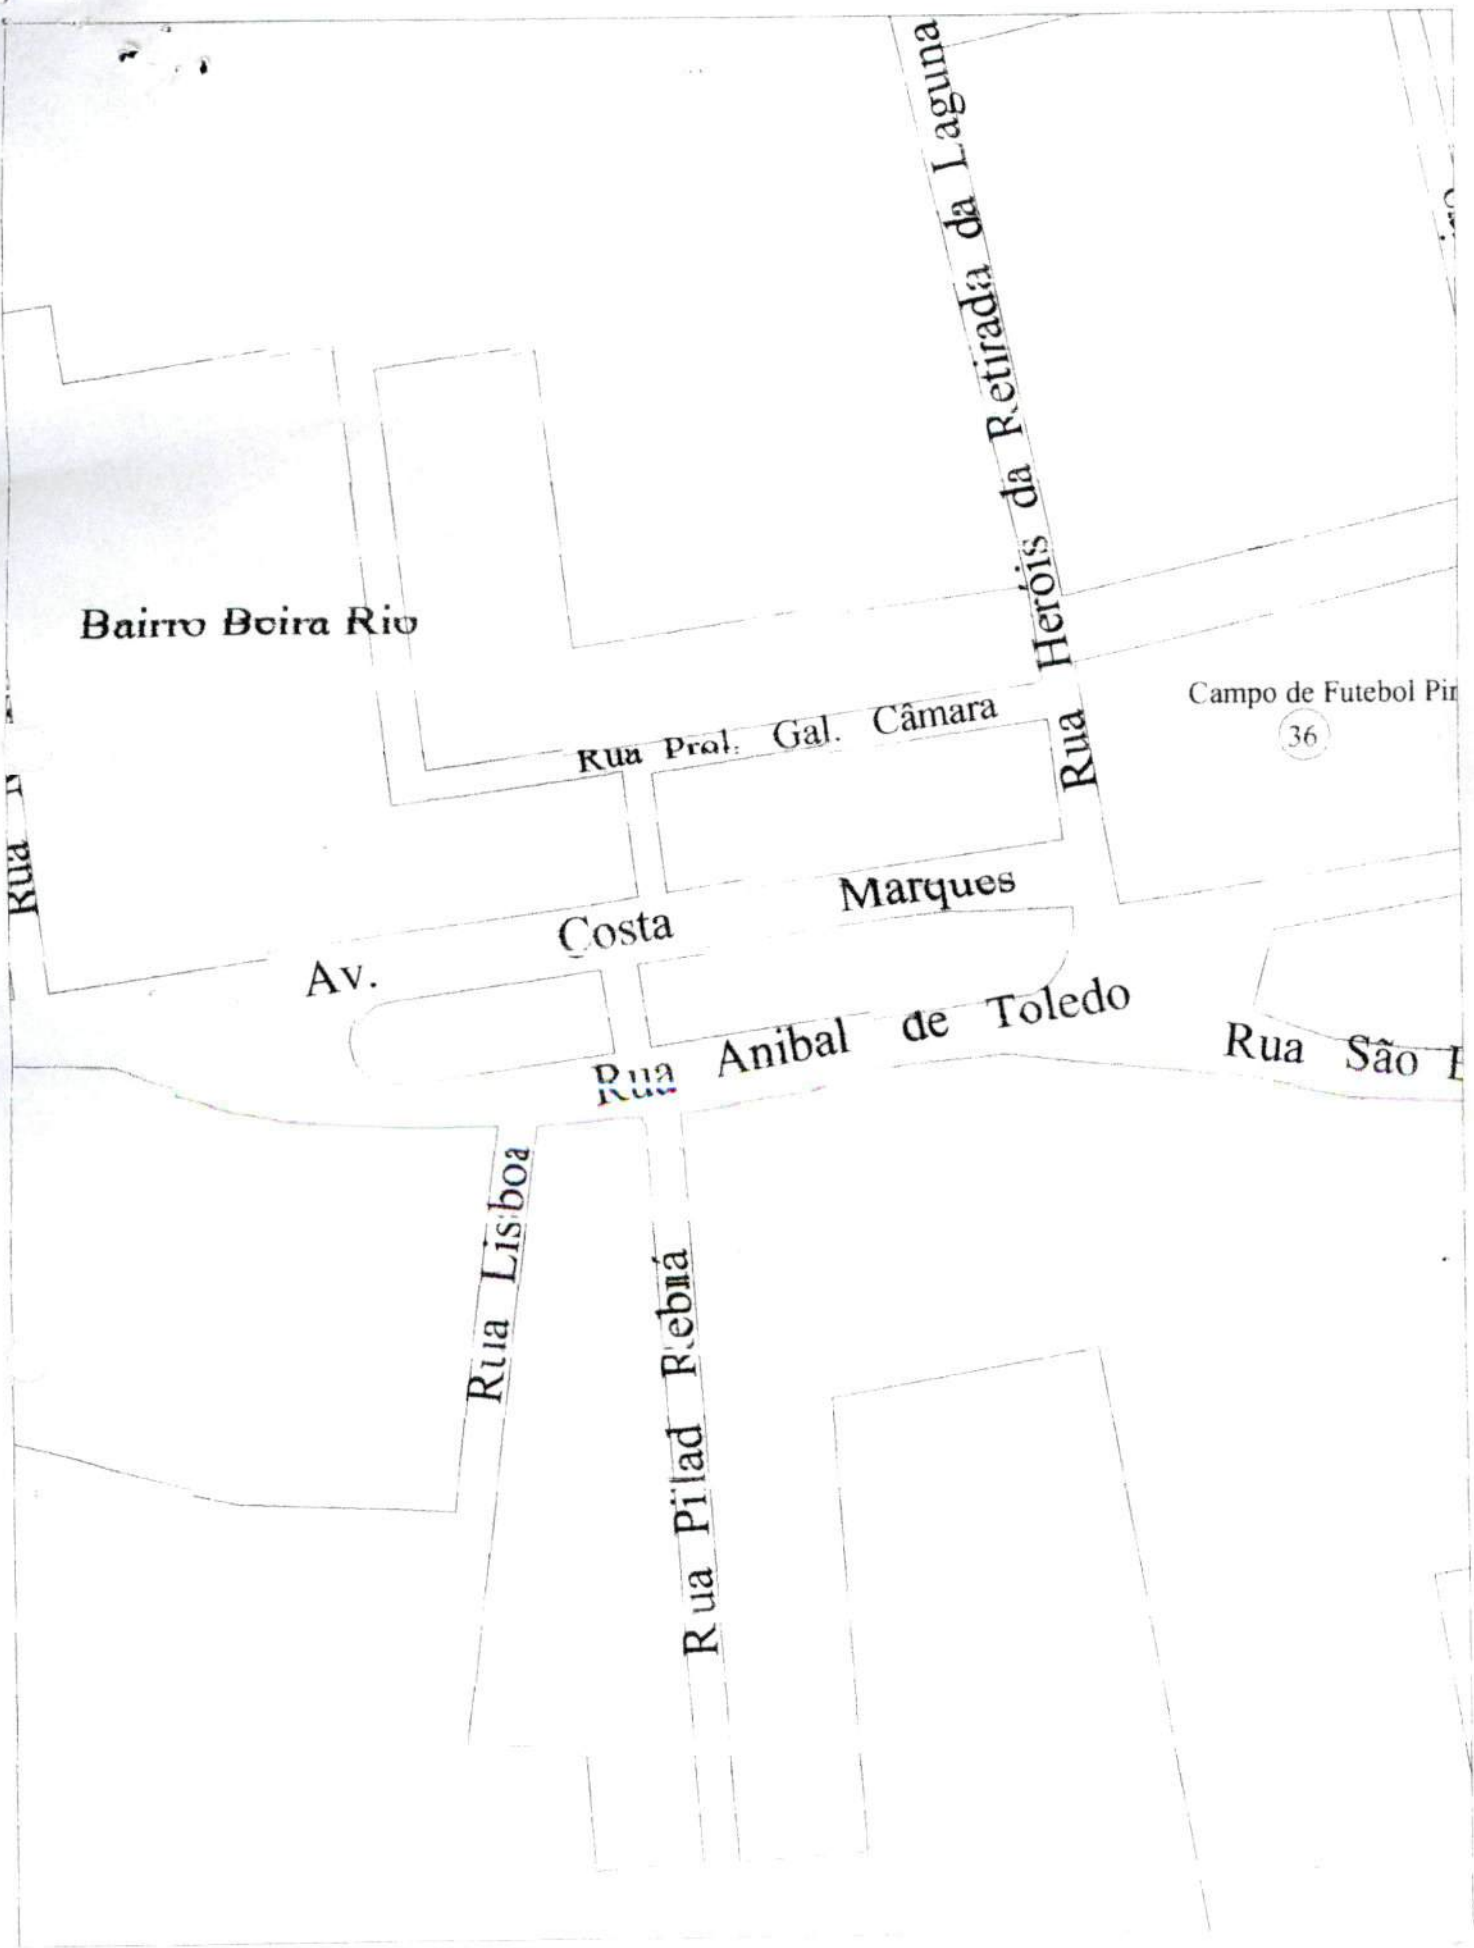 Rua Heróis da Retirada da Laguna
Bairro Beira Rio
Campo de Futebol
36
Rua Prol. Gal. Câmara
Rua
Av. Costa Marques
Rua Anibal de Toledo
Rua São
Rua Lisboa
Rua Pilad Rebuá